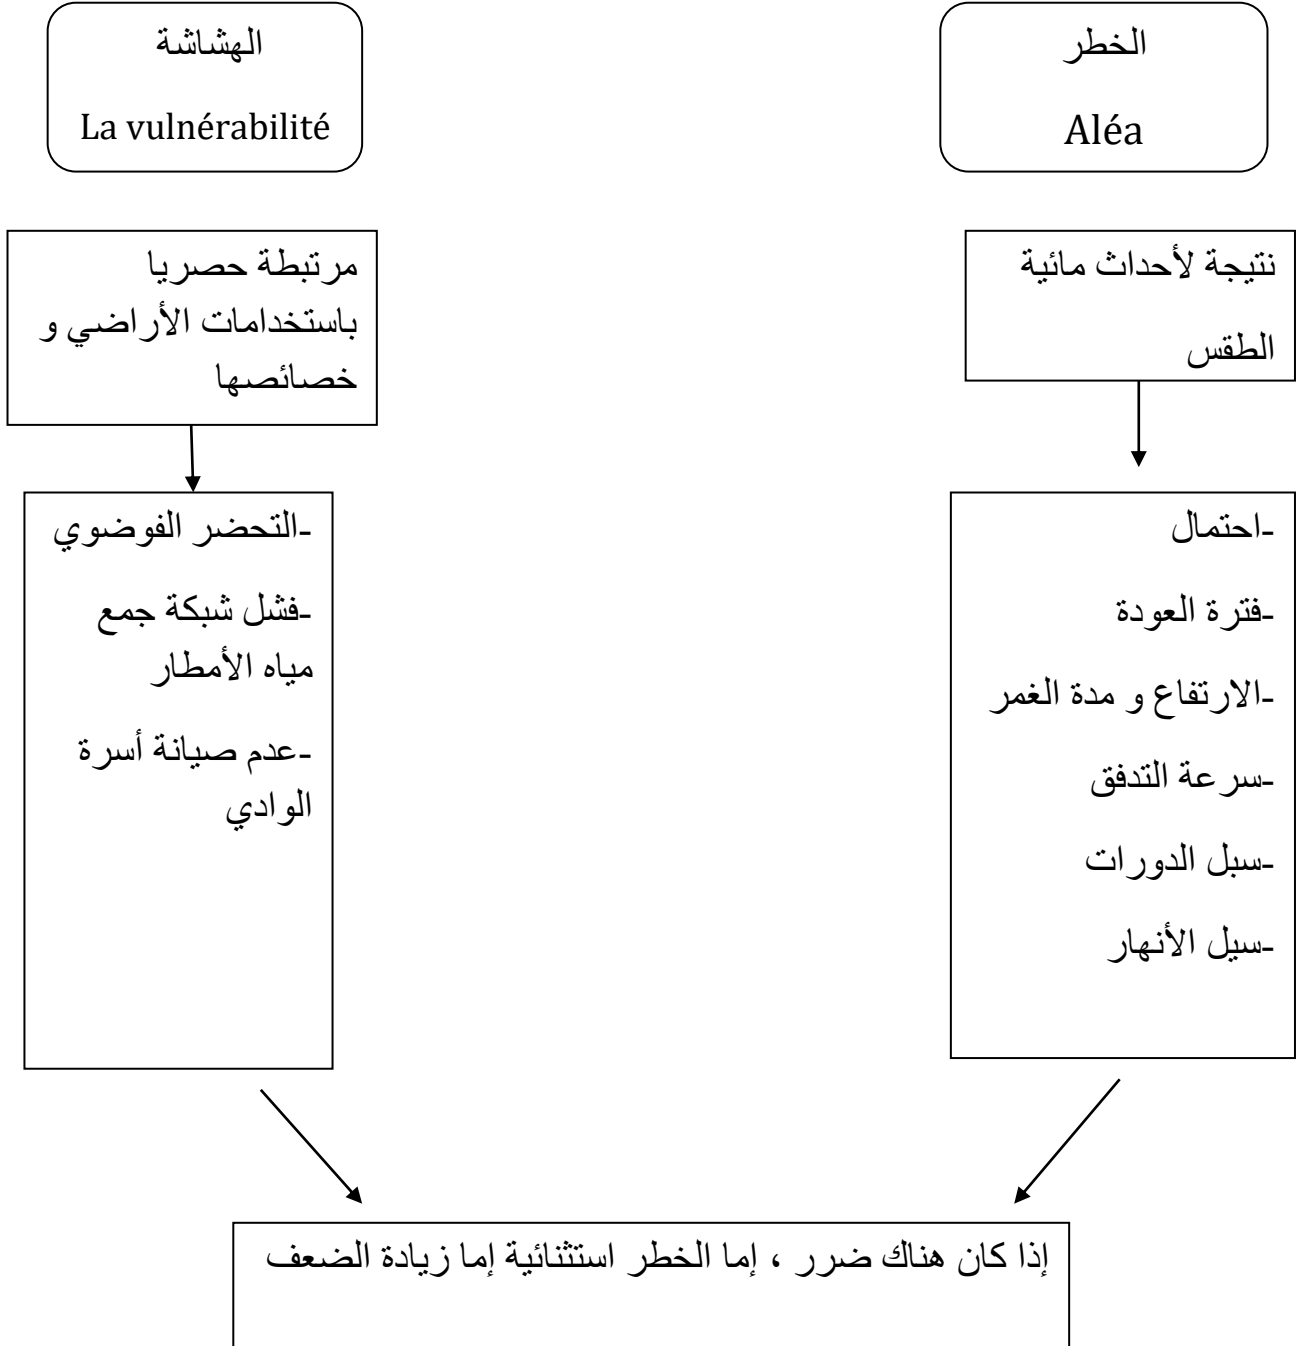 الخطر
Aléa
الهشاشة
La vulnérabilité
نتيجة لأحداث مائية
الطقس
مرتبطة حصريا
باستخدامات الأراضي و
خصائصها
-احتمال
-فترة العودة
-الارتفاع و مدة الغمر
-سرعة التدفق
-سبل الدورات
-سيل الأنهار
-التحضر الفوضوي
-فشل شبكة جمع
مياه الأمطار
-عدم صيانة أسرة
الوادي
إذا كان هناك ضرر ، إما الخطر استثنائية إما زيادة الضعف